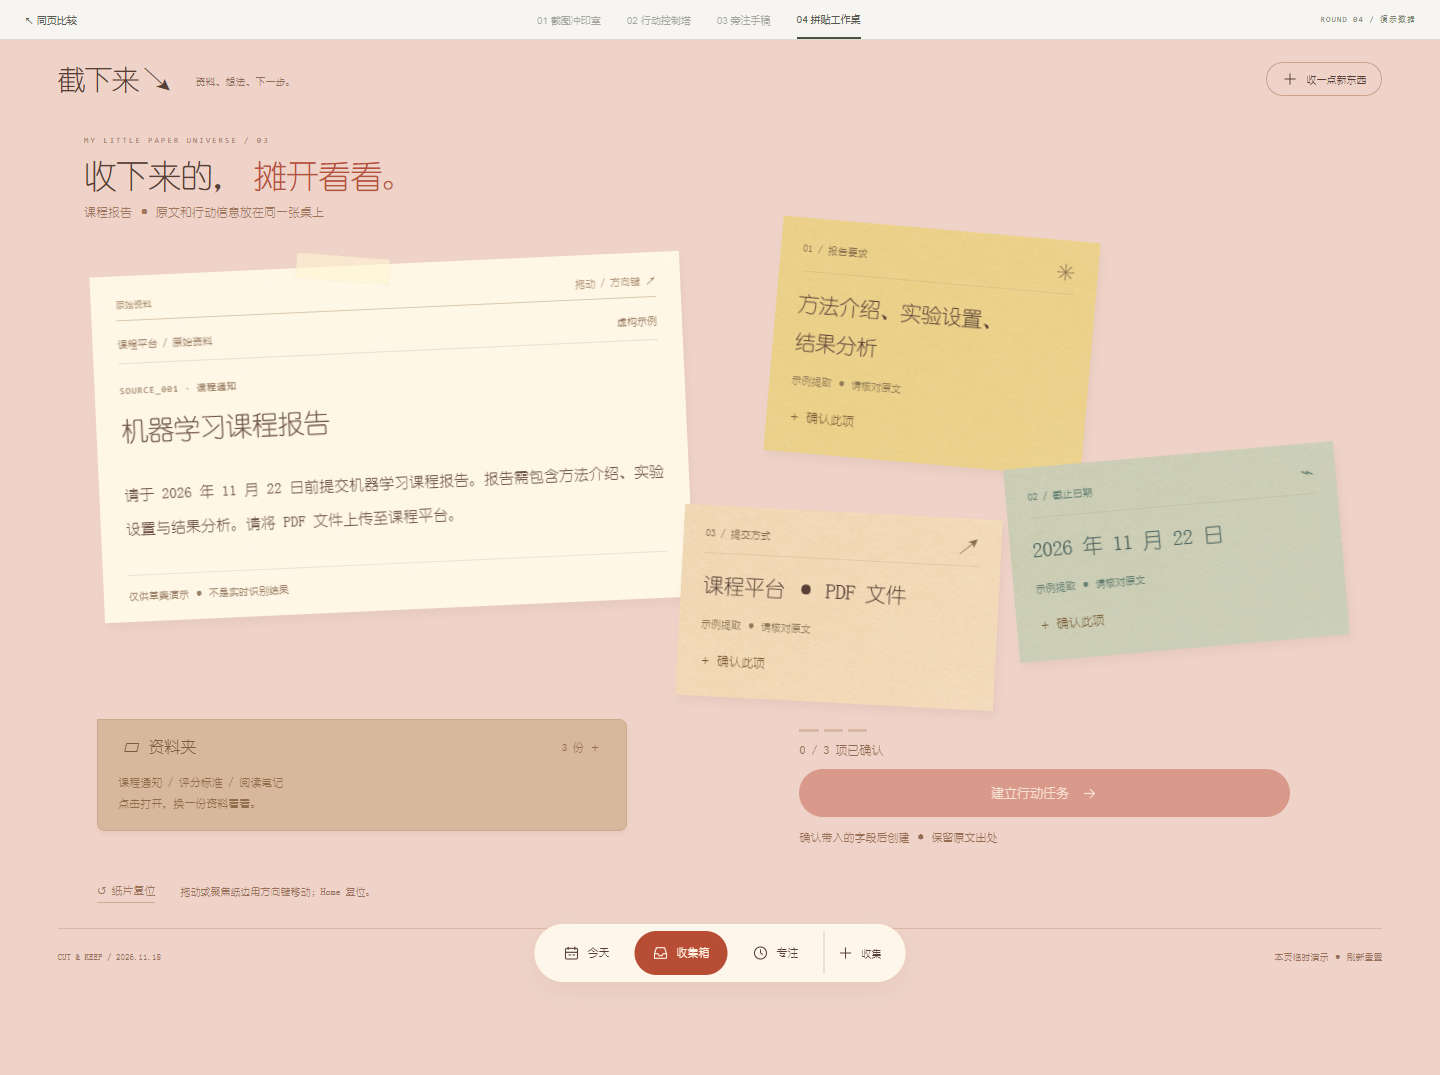 ↖ 同页比较
01 截图冲印室
02 行动控制塔
03 旁注手稿
04 拼贴工作桌
ROUND 04 / 演示数据
截下来
资料、想法、下一步。
+ 收一点新东西
MY LITTLE PAPER UNIVERSE / 03
收下来的，摊开看看。
课程报告 • 原文和行动信息放在同一张桌上
原始资料
拖动 / 方向键 ↗
课程平台 / 原始资料
虚构示例
SOURCE_001 · 课程通知
机器学习课程报告
请于 2026 年 11 月 22 日前提交机器学习课程报告。报告需包含方法介绍、实验
设置与结果分析。请将 PDF 文件上传至课程平台。
仅供草案演示 • 不是实时识别结果
01 / 报告要求
方法介绍、实验设置、
结果分析
示例提取 • 请核对原文
+ 确认此项
02 / 截止日期
2026 年 11 月 22 日
示例提取 • 请核对原文
+ 确认此项
03 / 提交方式
课程平台 • PDF 文件
示例提取 • 请核对原文
+ 确认此项
资料夹
3 份 +
课程通知 / 评分标准 / 阅读笔记
点击打开，换一份资料看看。
0 / 3 项已确认
建立行动任务 →
确认带入的字段后创建 • 保留原文出处
↺ 纸片复位
拖动或聚焦纸边用方向键移动；Home 复位。
CUT & KEEP / 2026.11.18
今天
收集箱
专注
+ 收集
本页临时演示 • 刷新重置